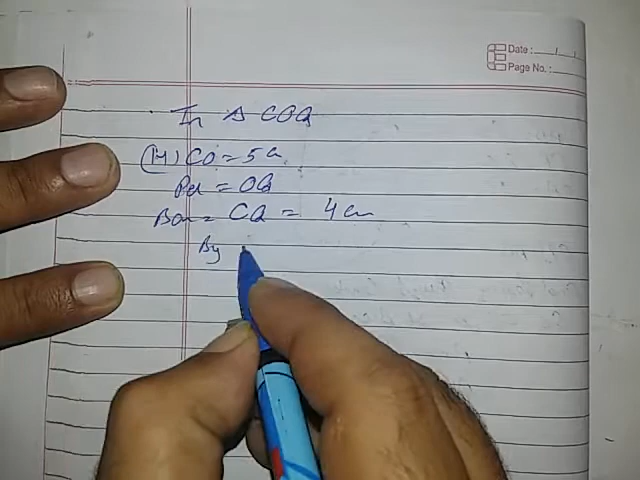 Date :
Page No. :
In Δ COQ
(H) CO = 5 cm
Per = OQ
Base = CQ = 4 cm
By